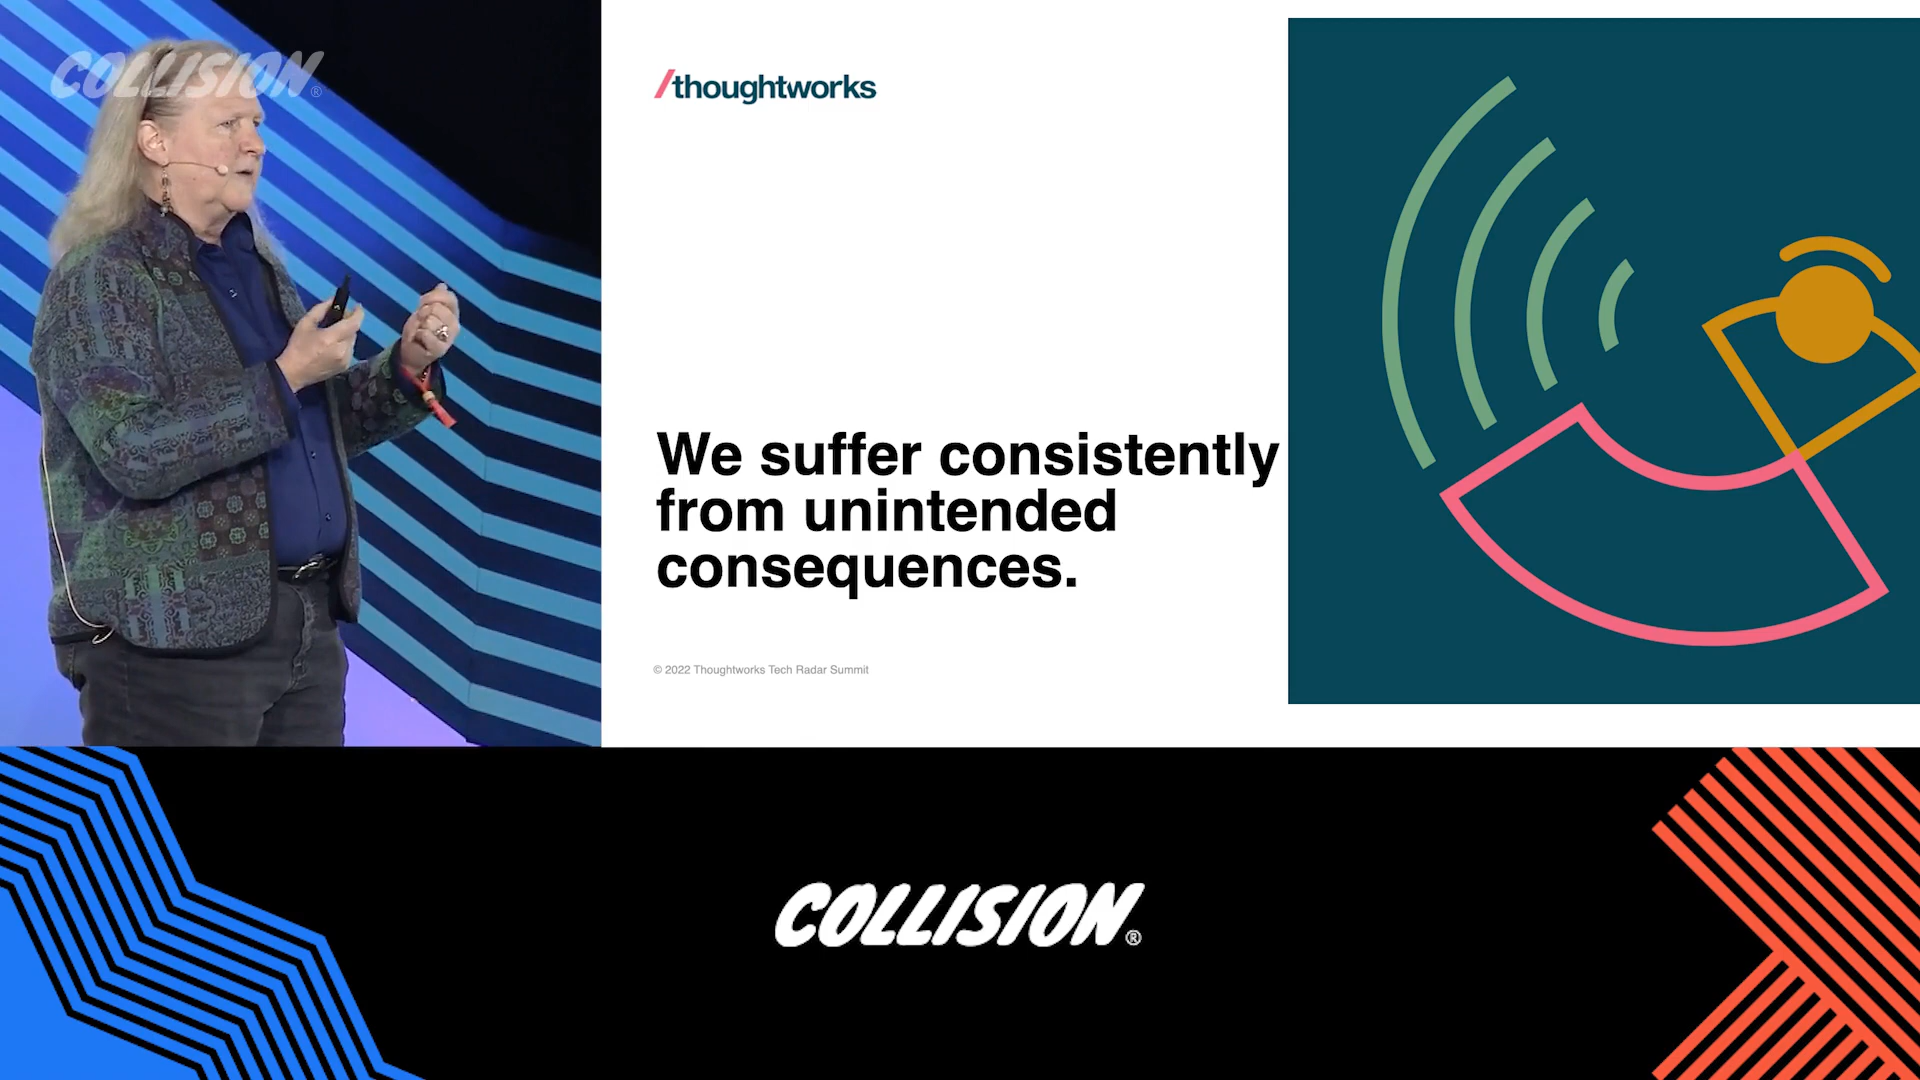 COLLISION®
/thoughtworks
We suffer consistently
from unintended
consequences.
© 2022 Thoughtworks Tech Radar Summit
COLLISION®